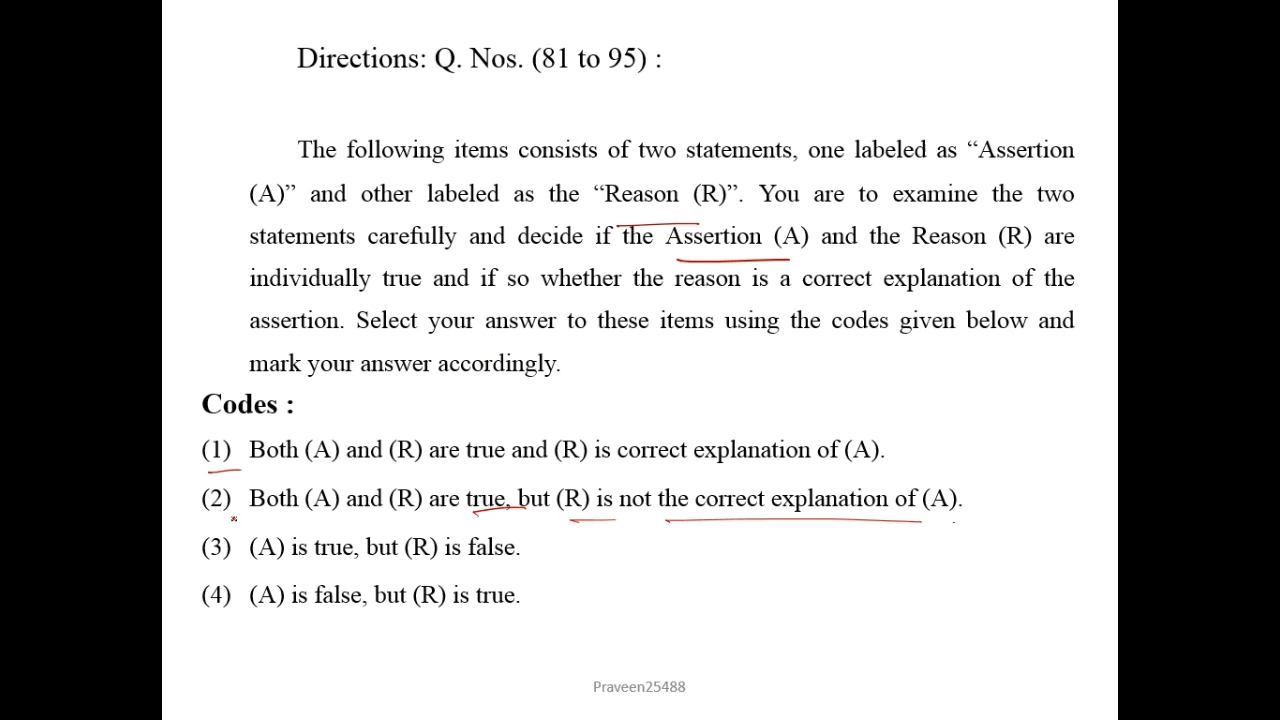 Directions: Q. Nos. (81 to 95) :
The following items consists of two statements, one labeled as “Assertion
(A)” and other labeled as the “Reason (R)”. You are to examine the two
statements carefully and decide if the Assertion (A) and the Reason (R) are
individually true and if so whether the reason is a correct explanation of the
assertion. Select your answer to these items using the codes given below and
mark your answer accordingly.
Codes :
(1) Both (A) and (R) are true and (R) is correct explanation of (A).
(2) Both (A) and (R) are true, but (R) is not the correct explanation of (A).
(3) (A) is true, but (R) is false.
(4) (A) is false, but (R) is true.
Praveen25488